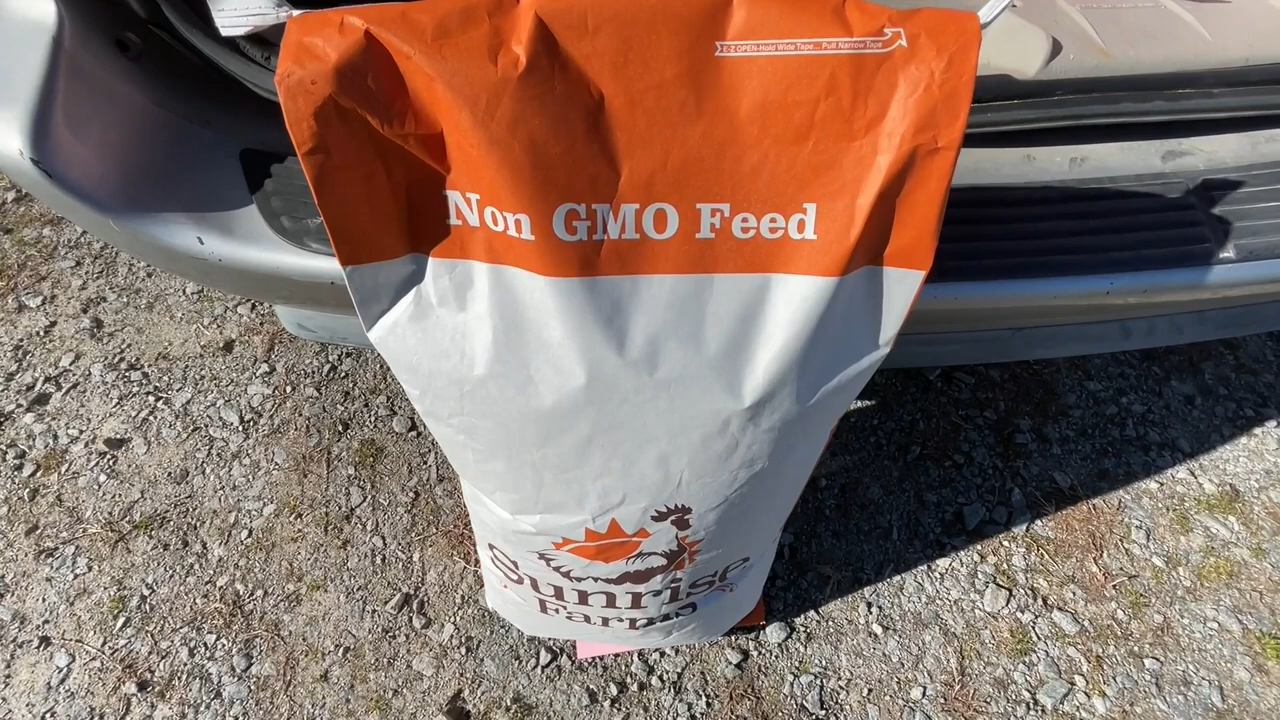 E-Z OPEN-Hold Wide Tape... Pull Narrow Tape
Non GMO Feed
Sunrise
Farms